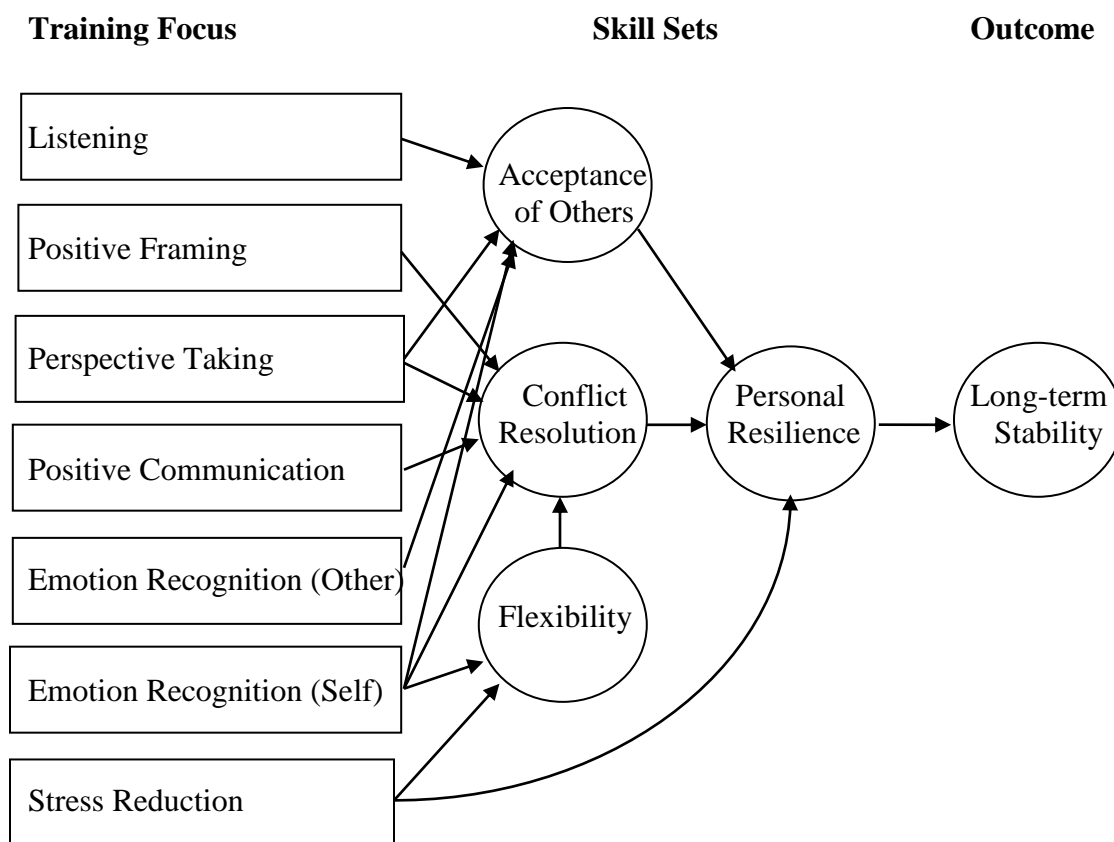 Training Focus
Skill Sets
Outcome
Listening
Positive Framing
Perspective Taking
Positive Communication
Emotion Recognition (Other)
Emotion Recognition (Self)
Stress Reduction
Acceptance
of Others
Conflict
Resolution
Flexibility
Personal
Resilience
Long-term
Stability